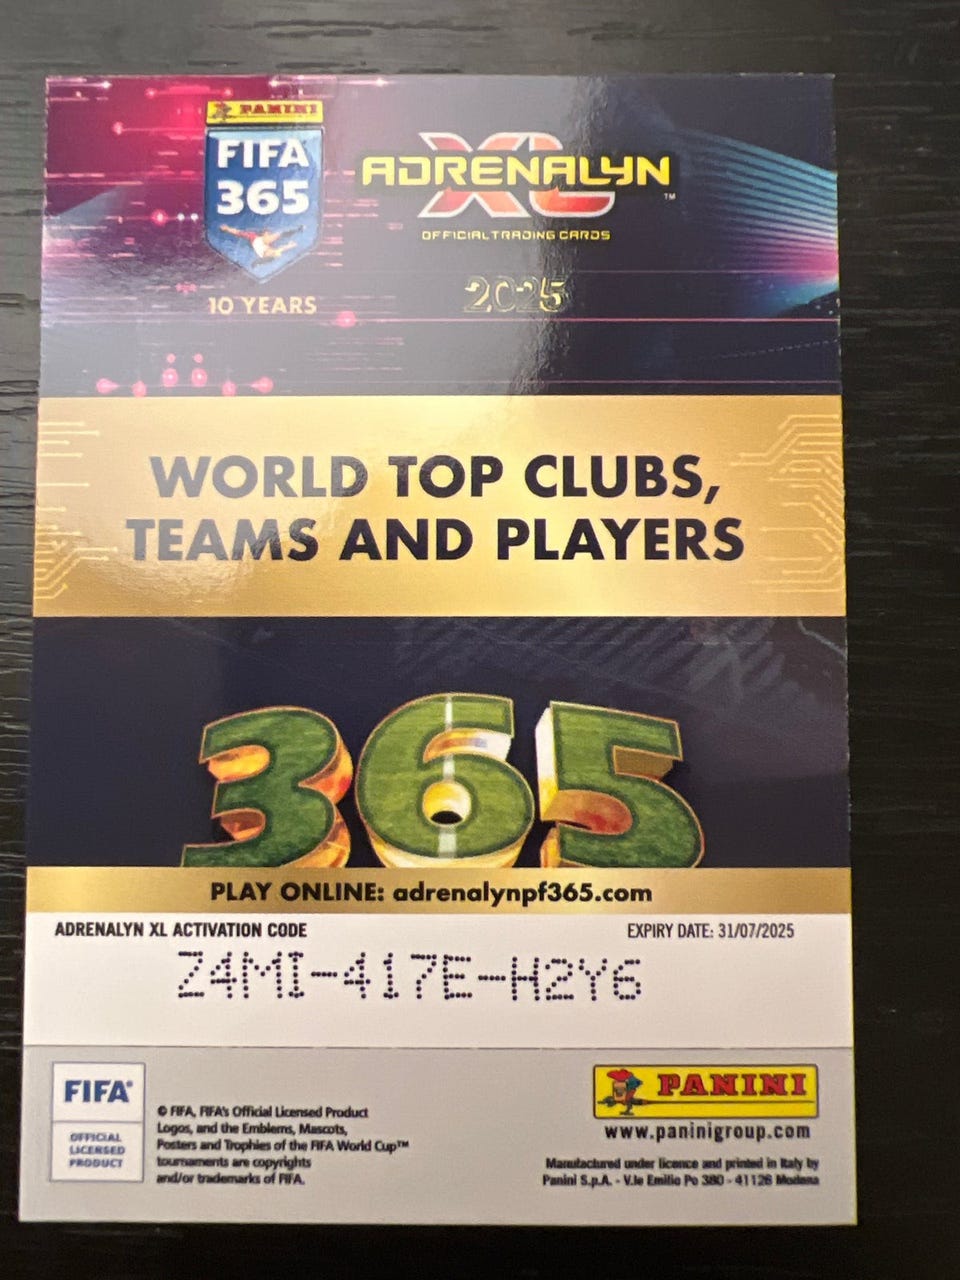 PANINI
FIFA
365
10 YEARS
XL
ADRENALYN™
OFFICIAL TRADING CARDS
2025
WORLD TOP CLUBS,
TEAMS AND PLAYERS
365
PLAY ONLINE: adrenalynpf365.com
ADRENALYN XL ACTIVATION CODE
EXPIRY DATE: 31/07/2025
Z4MI-417E-H2Y6
FIFA®
OFFICIAL
LICENSED
PRODUCT
© FIFA, FIFA's Official Licensed Product
Logos, and the Emblems, Mascots,
Posters and Trophies of the FIFA World Cup™
tournaments are copyrights
and/or trademarks of FIFA.
PANINI
www.paninigroup.com
Manufactured under licence and printed in Italy by
Panini S.p.A. - V.le Emilio Po 380 - 41126 Modena